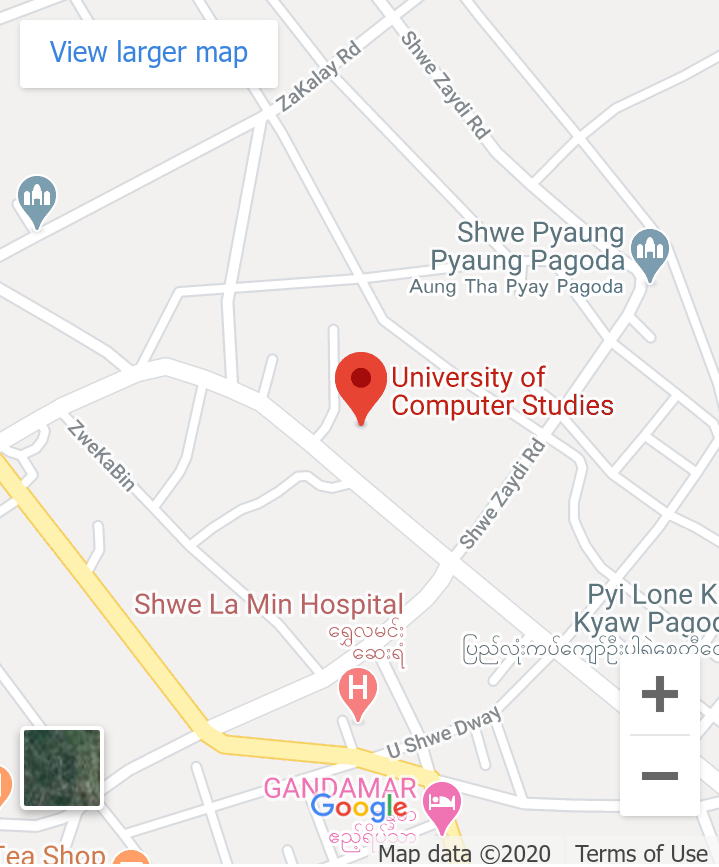 View larger map
ZaKalay Rd
Shwe Zaydi Rd
Shwe Pyaung
Pyaung Pagoda
Aung Tha Pyay Pagoda
University of
Computer Studies
ZweKaBin
Shwe Zaydi Rd
Shwe La Min Hospital
ရွှေလမင်း
ဆေးရုံ
H
Pyi Lone K
Kyaw Pagod
U Shwe Dway
GANDAMAR
Google
Tea Shop
Map data ©2020
Terms of Use